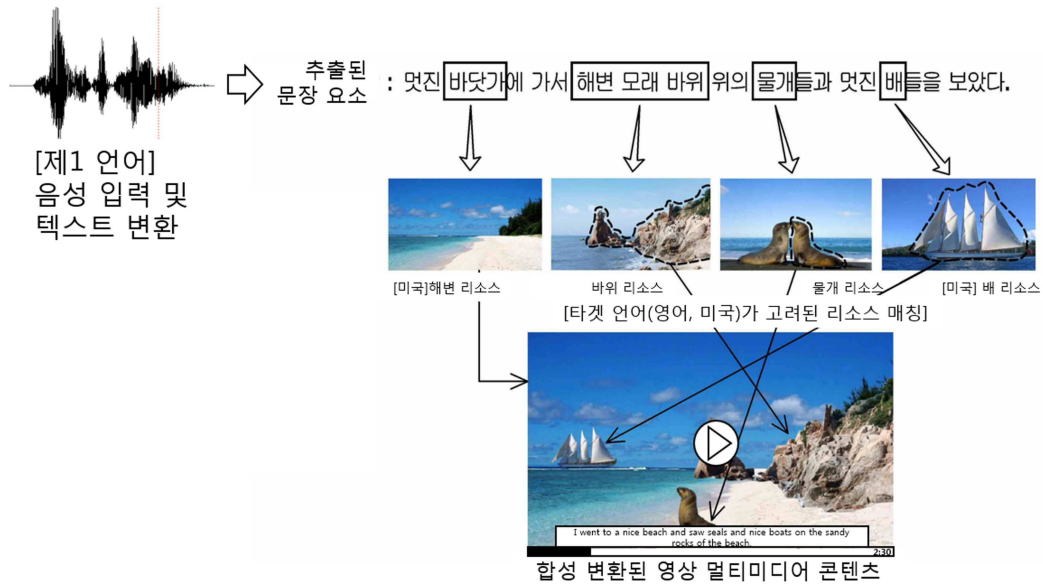 추출된
문장 요소
: 멋진 바닷가에 가서 해변 모래 바위 위의 물개들과 멋진 배들을 보았다.
[제1 언어]
음성 입력 및
텍스트 변환
[미국]해변 리소스
바위 리소스
물개 리소스
[미국] 배 리소스
[타겟 언어(영어, 미국)가 고려된 리소스 매칭]
I went to a nice beach and saw seals and nice boats on the sandy
rocks of the beach.
2:30
합성 변환된 영상 멀티미디어 콘텐츠